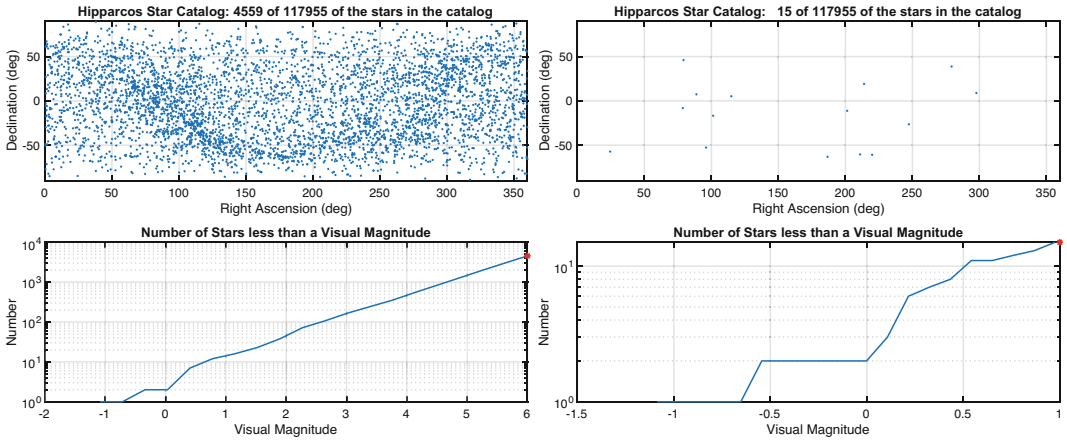 Hipparcos Star Catalog: 4559 of 117955 of the stars in the catalog
Declination (deg)
50
0
-50
0 50 100 150 200 250 300 350
Right Ascension (deg)
Hipparcos Star Catalog: 15 of 117955 of the stars in the catalog
Declination (deg)
50
0
-50
0 50 100 150 200 250 300 350
Right Ascension (deg)
Number of Stars less than a Visual Magnitude
Number
10^4
10^3
10^2
10^1
10^0
-2 -1 0 1 2 3 4 5 6
Visual Magnitude
Number of Stars less than a Visual Magnitude
Number
10^1
10^0
-1.5 -1 -0.5 0 0.5 1
Visual Magnitude